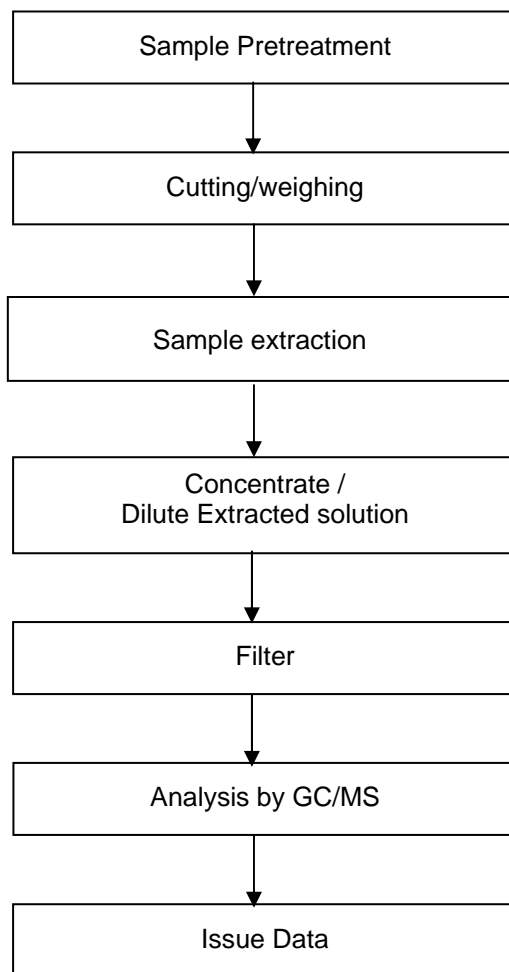 Sample Pretreatment
Cutting/weighing
Sample extraction
Concentrate /
Dilute Extracted solution
Filter
Analysis by GC/MS
Issue Data